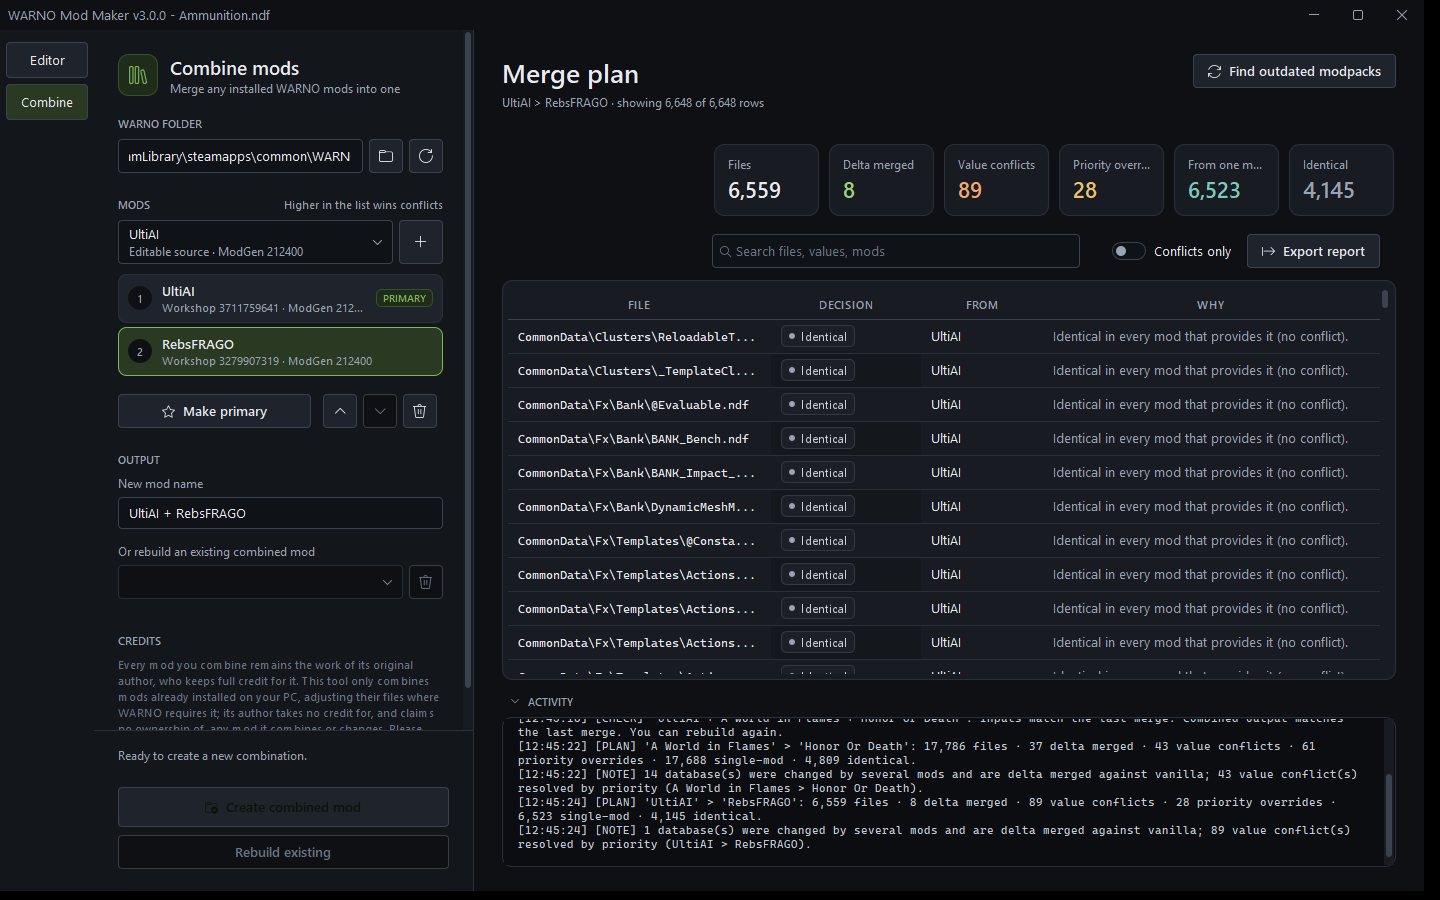 WARNO Mod Maker v3.0.0 - Ammunition.ndf
Editor
Combine
Combine mods
Merge any installed WARNO mods into one
WARNO FOLDER
mLibrary\steamapps\common\WARN
MODS
Higher in the list wins conflicts
UltiAI
Editable source · ModGen 212400
1
UltiAI
Workshop 3711759641 · ModGen 212...
PRIMARY
2
RebsFRAGO
Workshop 3279907319 · ModGen 212400
Make primary
OUTPUT
New mod name
UltiAI + RebsFRAGO
Or rebuild an existing combined mod
CREDITS
Every mod you combine remains the work of its original
author, who keeps full credit for it. This tool only combines
mods already installed on your PC, adjusting their files where
WARNO requires it; its author takes no credit for, and claims
no ownership of, any mod it combines or changes. Please
Ready to create a new combination.
Create combined mod
Rebuild existing
Merge plan
UltiAI > RebsFRAGO · showing 6,648 of 6,648 rows
Find outdated modpacks
Files
6,559
Delta merged
8
Value conflicts
89
Priority overr...
28
From one m...
6,523
Identical
4,145
Search files, values, mods
Conflicts only
Export report
FILE DECISION FROM WHY
CommonData\Clusters\ReloadableT... Identical UltiAI Identical in every mod that provides it (no conflict).
CommonData\Clusters\_TemplateCl... Identical UltiAI Identical in every mod that provides it (no conflict).
CommonData\Fx\Bank\@Evaluable.ndf Identical UltiAI Identical in every mod that provides it (no conflict).
CommonData\Fx\Bank\BANK_Bench.ndf Identical UltiAI Identical in every mod that provides it (no conflict).
CommonData\Fx\Bank\BANK_Impact_... Identical UltiAI Identical in every mod that provides it (no conflict).
CommonData\Fx\Bank\DynamicMeshM... Identical UltiAI Identical in every mod that provides it (no conflict).
CommonData\Fx\Templates\@Consta... Identical UltiAI Identical in every mod that provides it (no conflict).
CommonData\Fx\Templates\Actions... Identical UltiAI Identical in every mod that provides it (no conflict).
CommonData\Fx\Templates\Actions... Identical UltiAI Identical in every mod that provides it (no conflict).
CommonData\Fx\Templates\Actions... Identical UltiAI Identical in every mod that provides it (no conflict).
ACTIVITY
the last merge. You can rebuild again.
[12:45:22] [PLAN] 'A World in Flames' > 'Honor Or Death': 17,786 files · 37 delta merged · 43 value conflicts · 61
priority overrides · 17,688 single-mod · 4,809 identical.
[12:45:22] [NOTE] 14 database(s) were changed by several mods and are delta merged against vanilla; 43 value conflict(s)
resolved by priority (A World in Flames > Honor Or Death).
[12:45:24] [PLAN] 'UltiAI' > 'RebsFRAGO': 6,559 files · 8 delta merged · 89 value conflicts · 28 priority overrides ·
6,523 single-mod · 4,145 identical.
[12:45:24] [NOTE] 1 database(s) were changed by several mods and are delta merged against vanilla; 89 value conflict(s)
resolved by priority (UltiAI > RebsFRAGO).